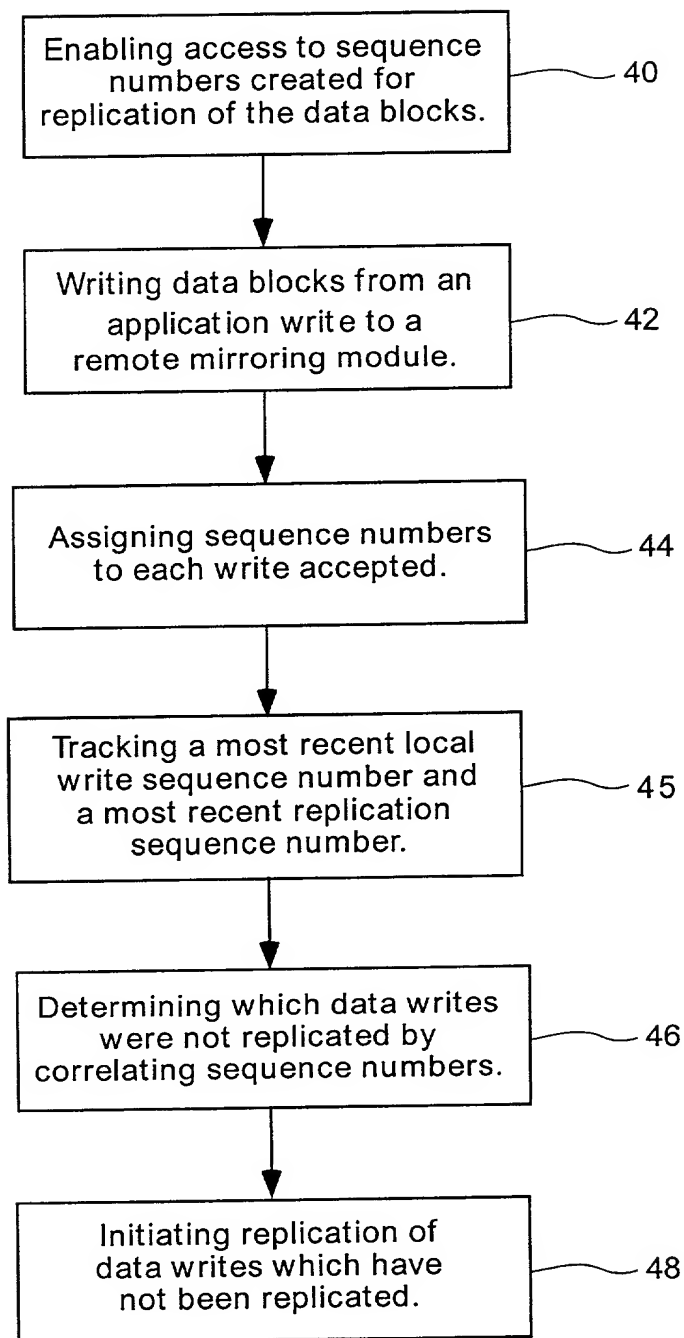 Enabling access to sequence
numbers created for
replication of the data blocks.
40
Writing data blocks from an
application write to a
remote mirroring module.
42
Assigning sequence numbers
to each write accepted.
44
Tracking a most recent local
write sequence number and
a most recent replication
sequence number.
45
Determining which data writes
were not replicated by
correlating sequence numbers.
46
Initiating replication of
data writes which have
not been replicated.
48